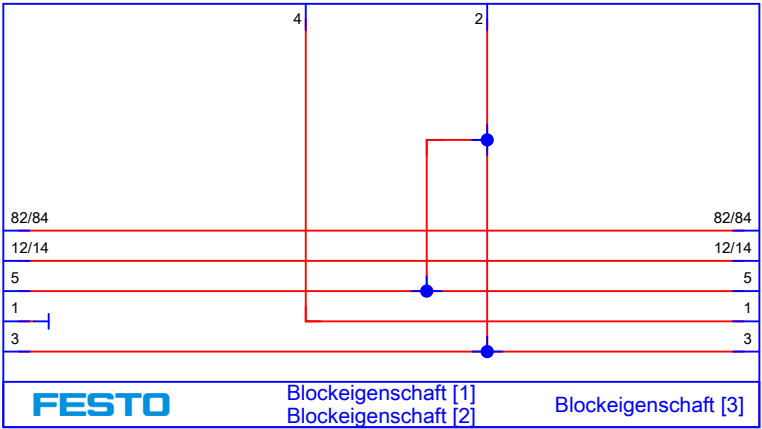 4 2
82/84 82/84
12/14 12/14
5 5
1 1
3 3
FESTO
Blockeigenschaft [1]
Blockeigenschaft [2]
Blockeigenschaft [3]